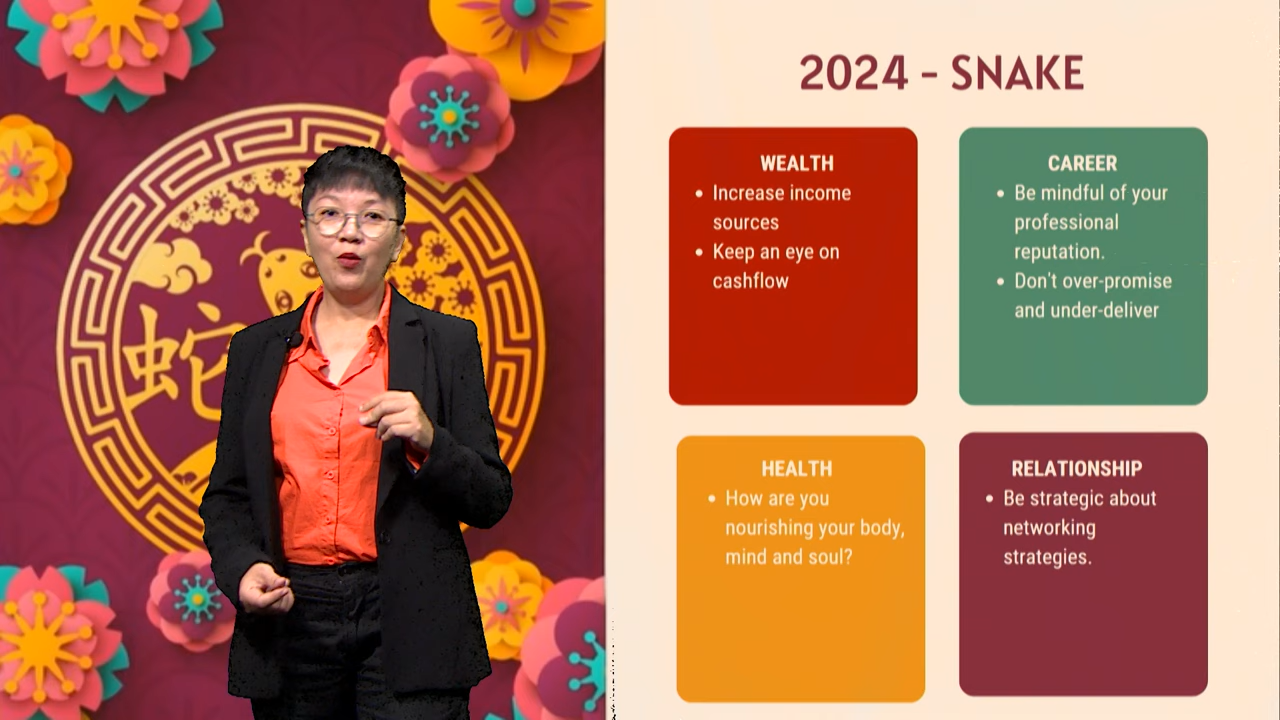 蛇
2024 - SNAKE
WEALTH
• Increase income
sources
• Keep an eye on
cashflow
CAREER
• Be mindful of your
professional
reputation.
• Don't over-promise
and under-deliver
HEALTH
• How are you
nourishing your body,
mind and soul?
RELATIONSHIP
• Be strategic about
networking
strategies.